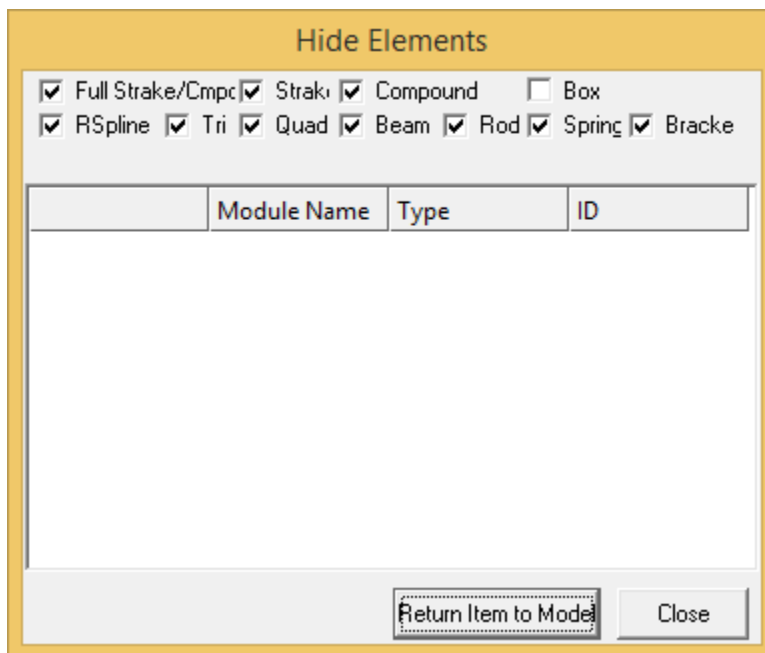 Hide Elements
Full Strake/Cmpc Strak Compound Box
RSpline Tri Quad Beam Rod Spring Bracke
Module Name Type ID
Return Item to Model Close